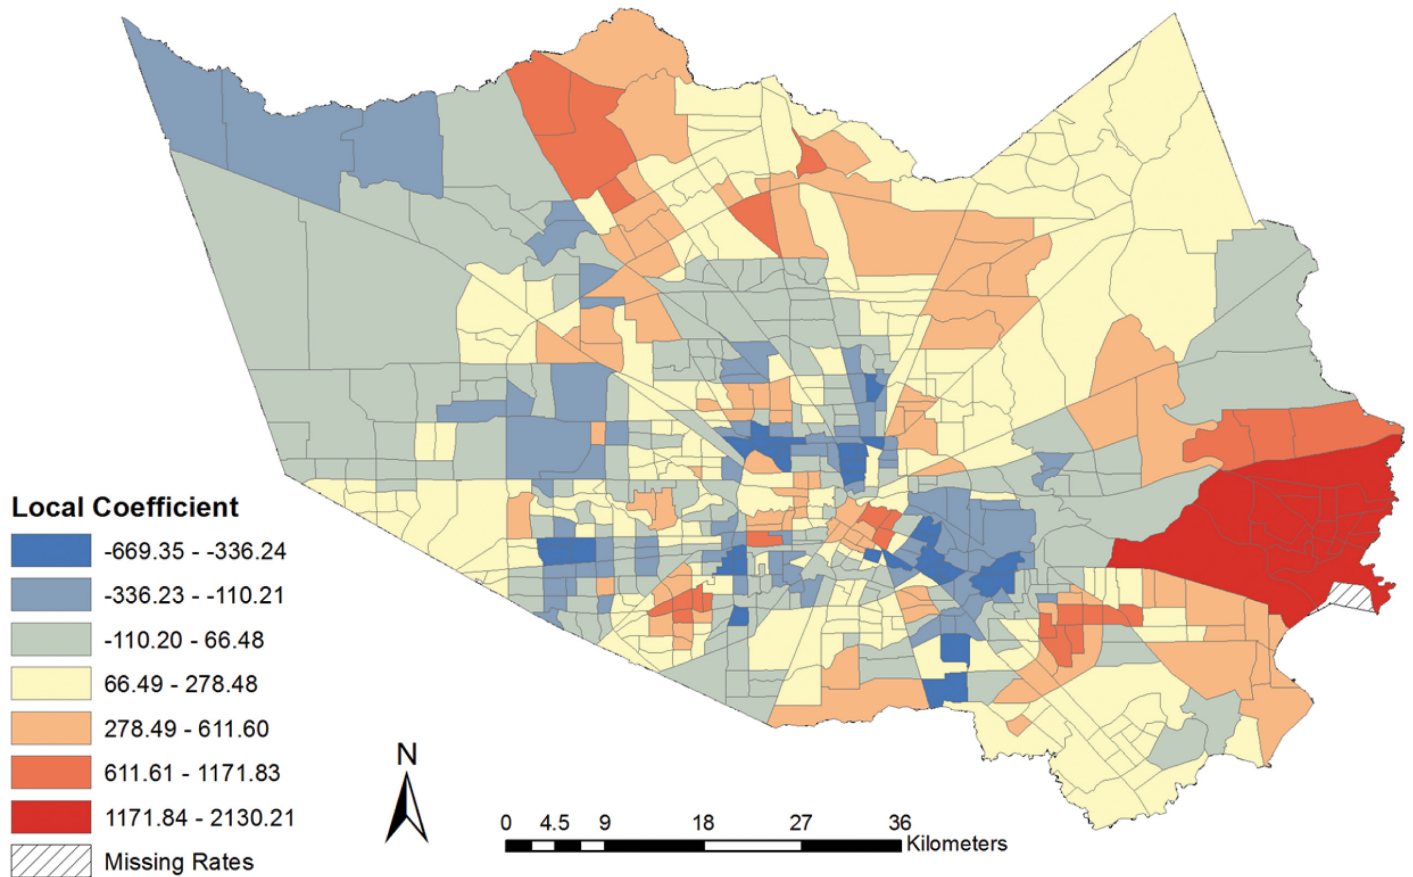 Local Coefficient
-669.35 - -336.24
-336.23 - -110.21
-110.20 - 66.48
66.49 - 278.48
278.49 - 611.60
611.61 - 1171.83
1171.84 - 2130.21
Missing Rates
N
0 4.5 9 18 27 36
Kilometers